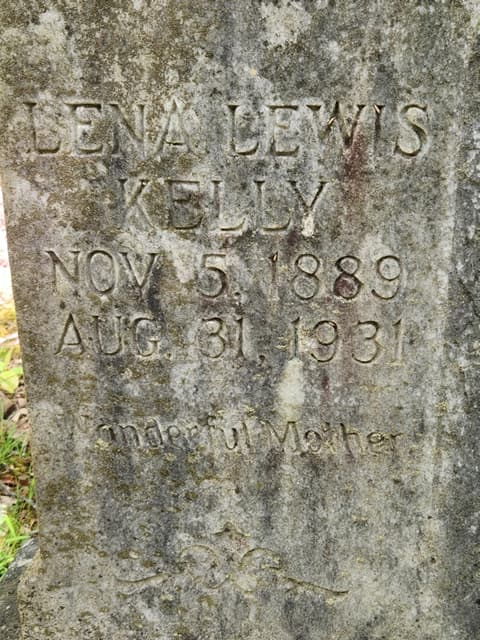 LENA LEWIS
KELLY
NOV. 5, 1889
AUG. 31, 1931
Wonderful Mother